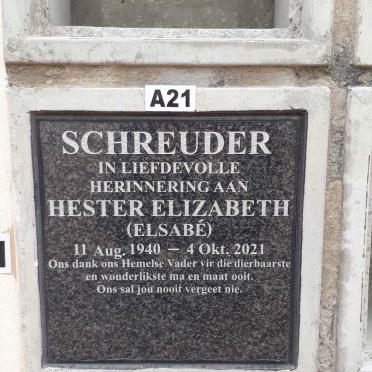 A21
SCHREUDER
IN LIEFDEVOLLE
HERINNERING AAN
HESTER ELIZABETH
(ELSABÉ)
11 Aug. 1940 – 4 Okt. 2021
Ons dank ons Hemelse Vader vir die dierbaarste
en wonderlikste ma en maat ooit.
Ons sal jou nooit vergeet nie.